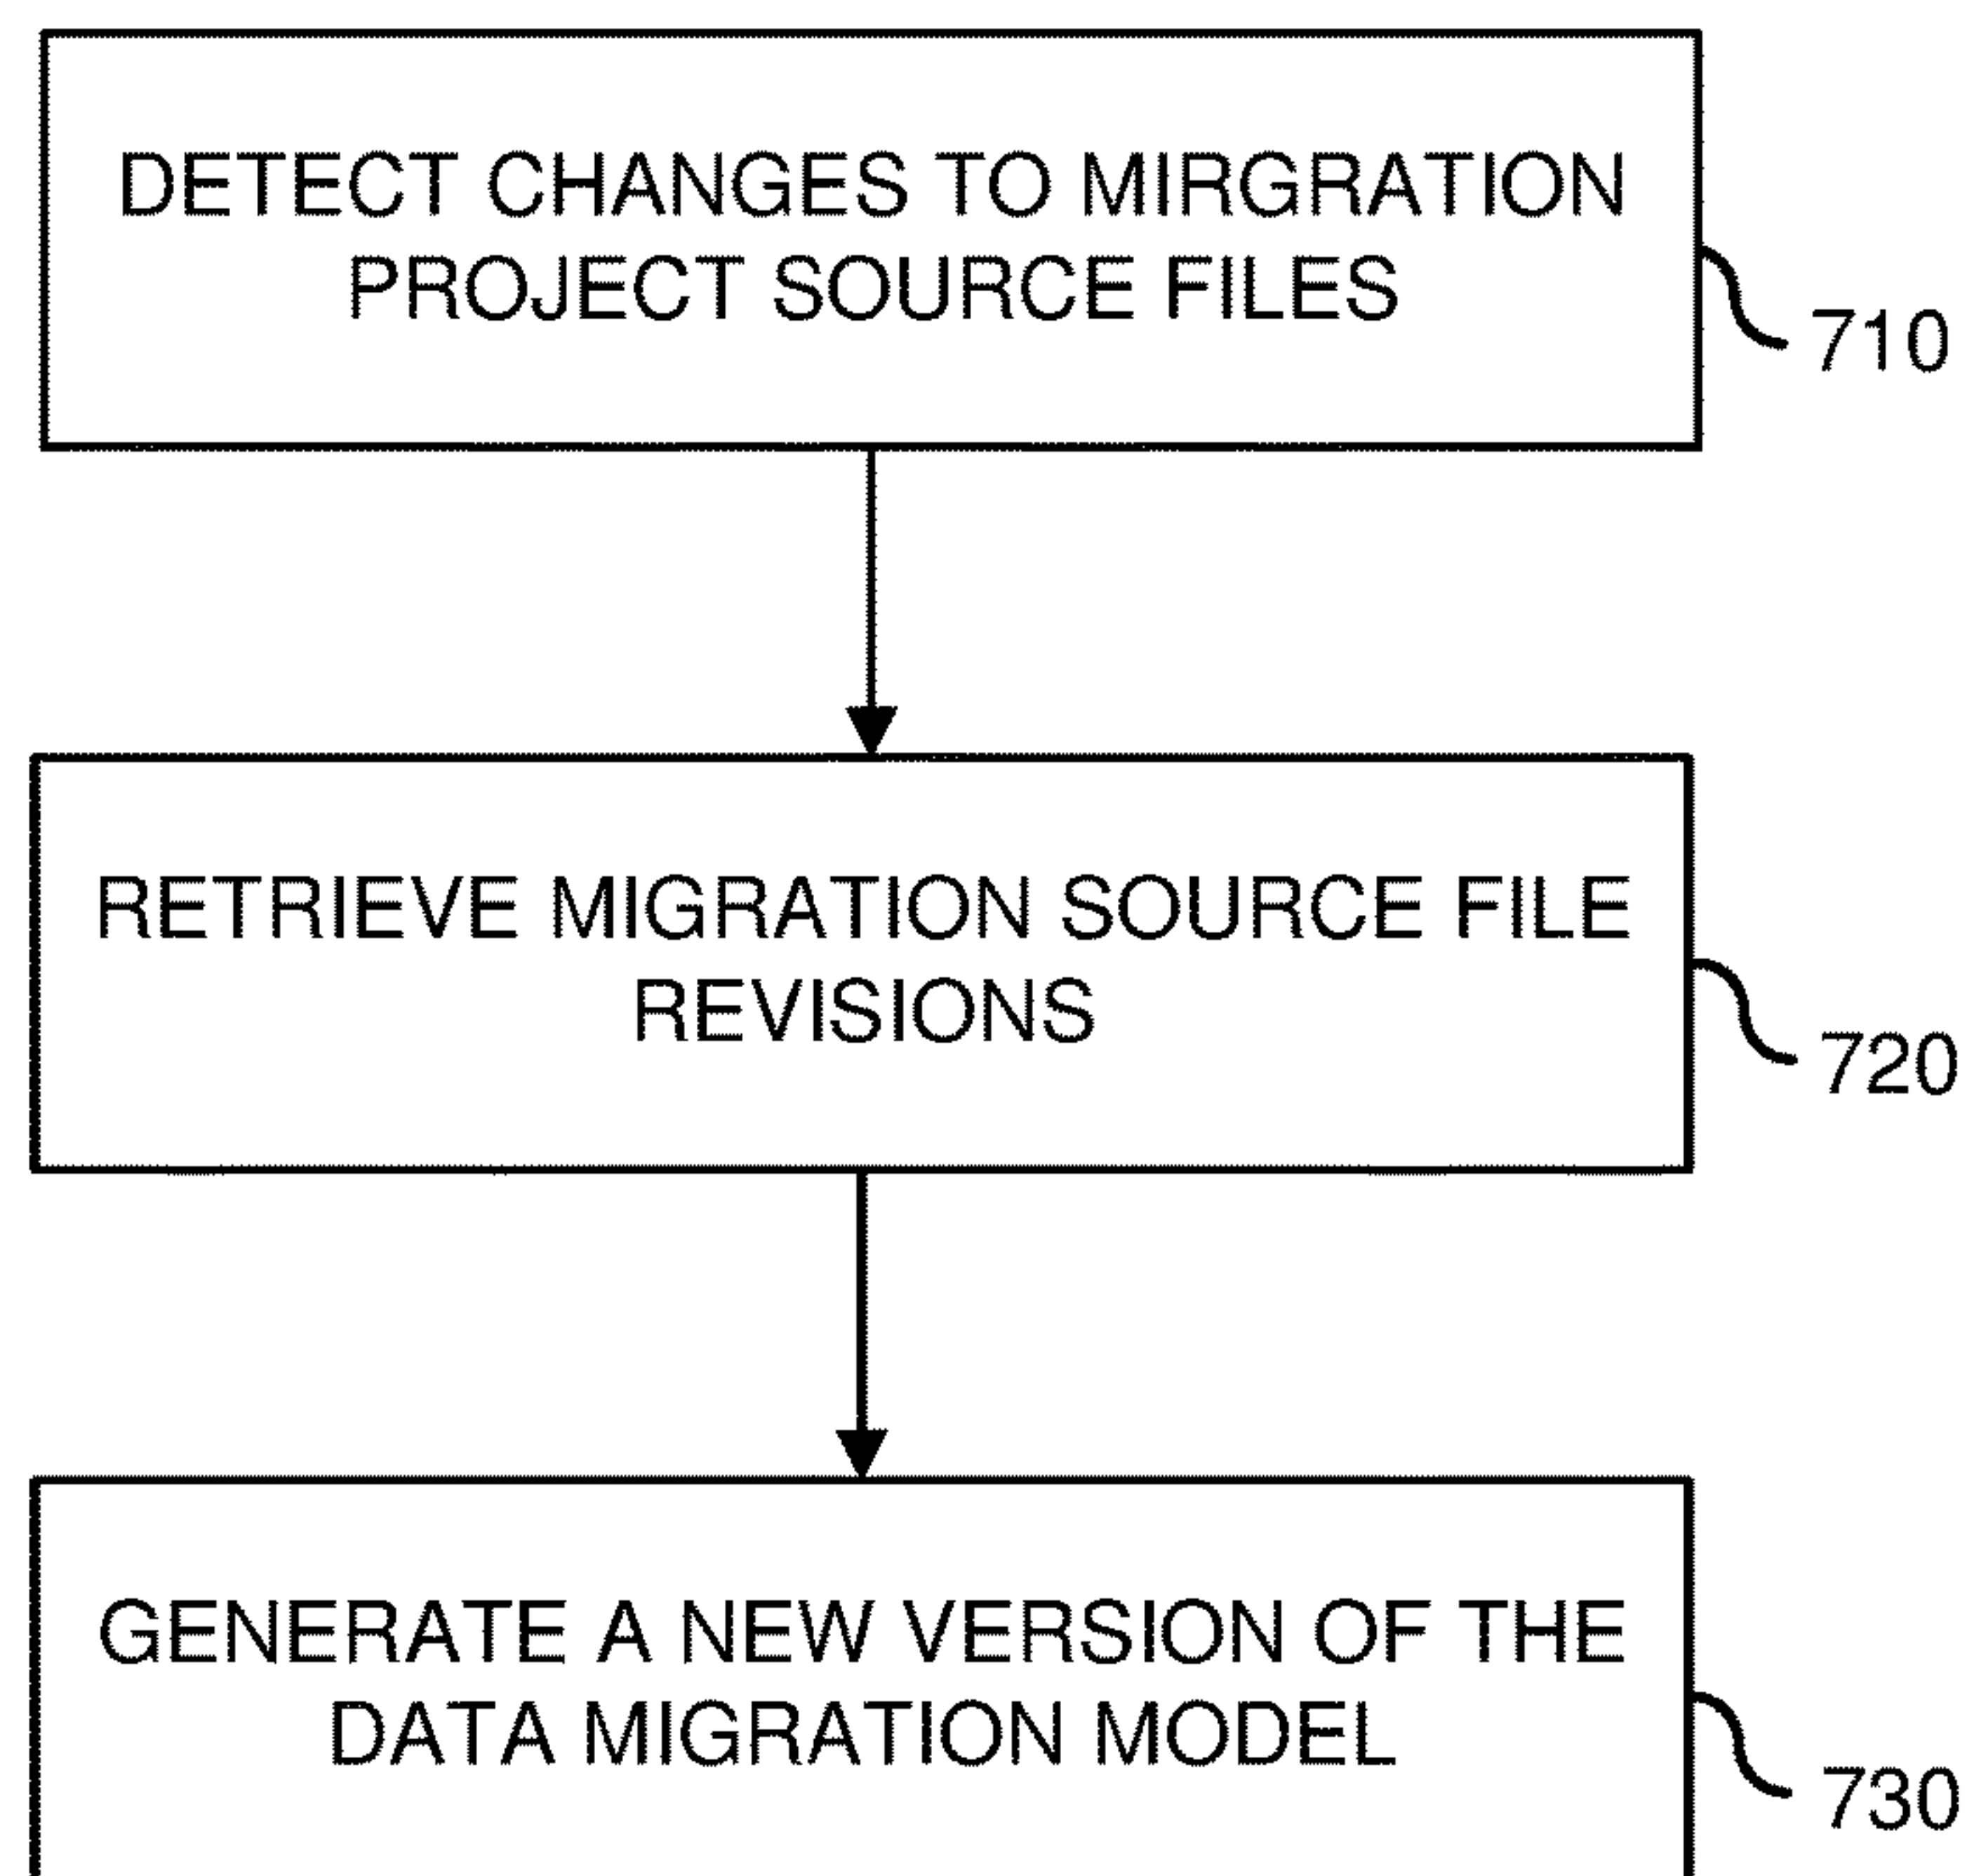 DETECT CHANGES TO MIRGRATION
PROJECT SOURCE FILES
710
RETRIEVE MIGRATION SOURCE FILE
REVISIONS
720
GENERATE A NEW VERSION OF THE
DATA MIGRATION MODEL
730